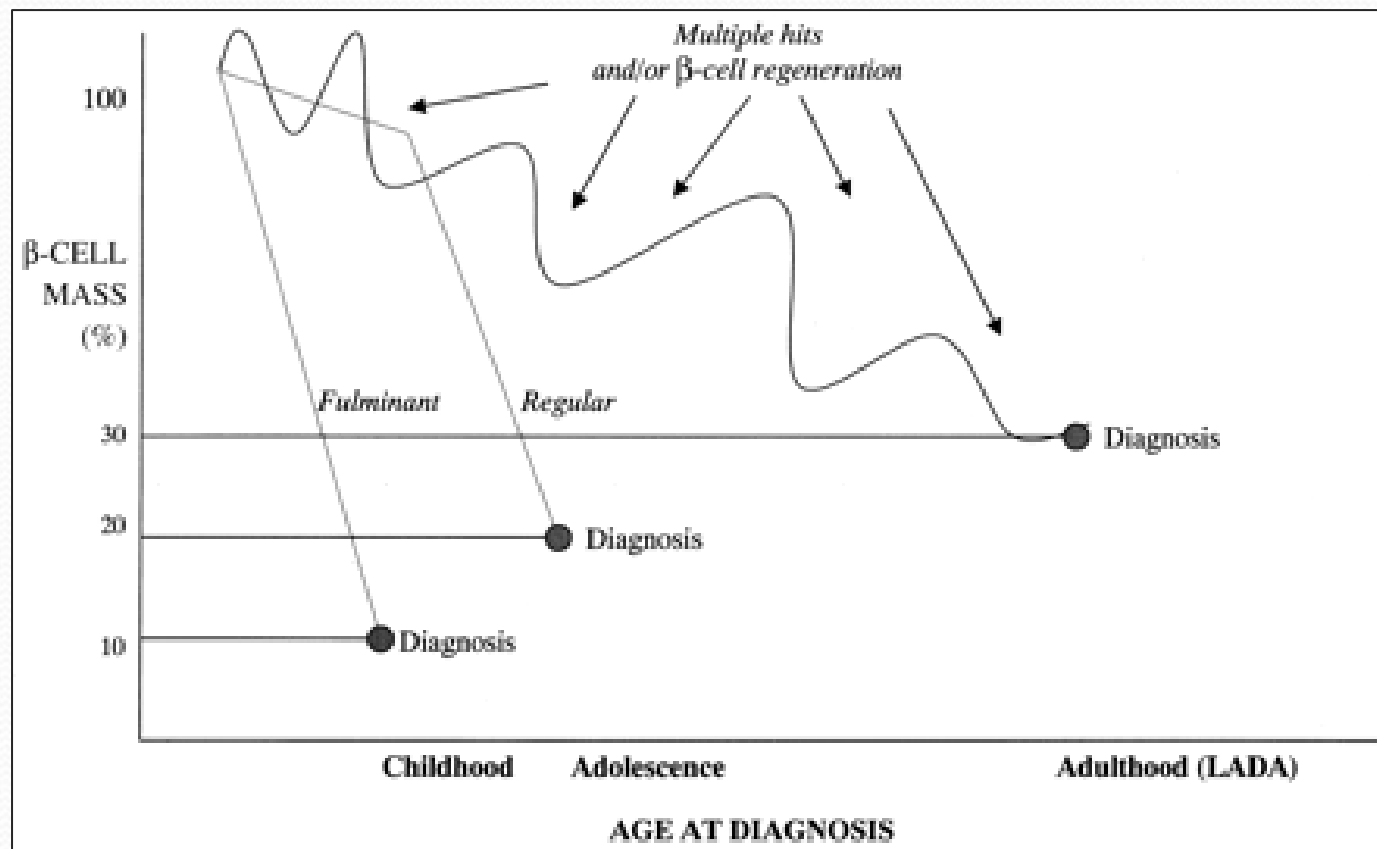 Multiple hits
and/or β-cell regeneration
100
β-CELL
MASS
(%)
Fulminant
Regular
30
Diagnosis
20
Diagnosis
10
Diagnosis
Childhood
Adolescence
Adulthood (LADA)
AGE AT DIAGNOSIS